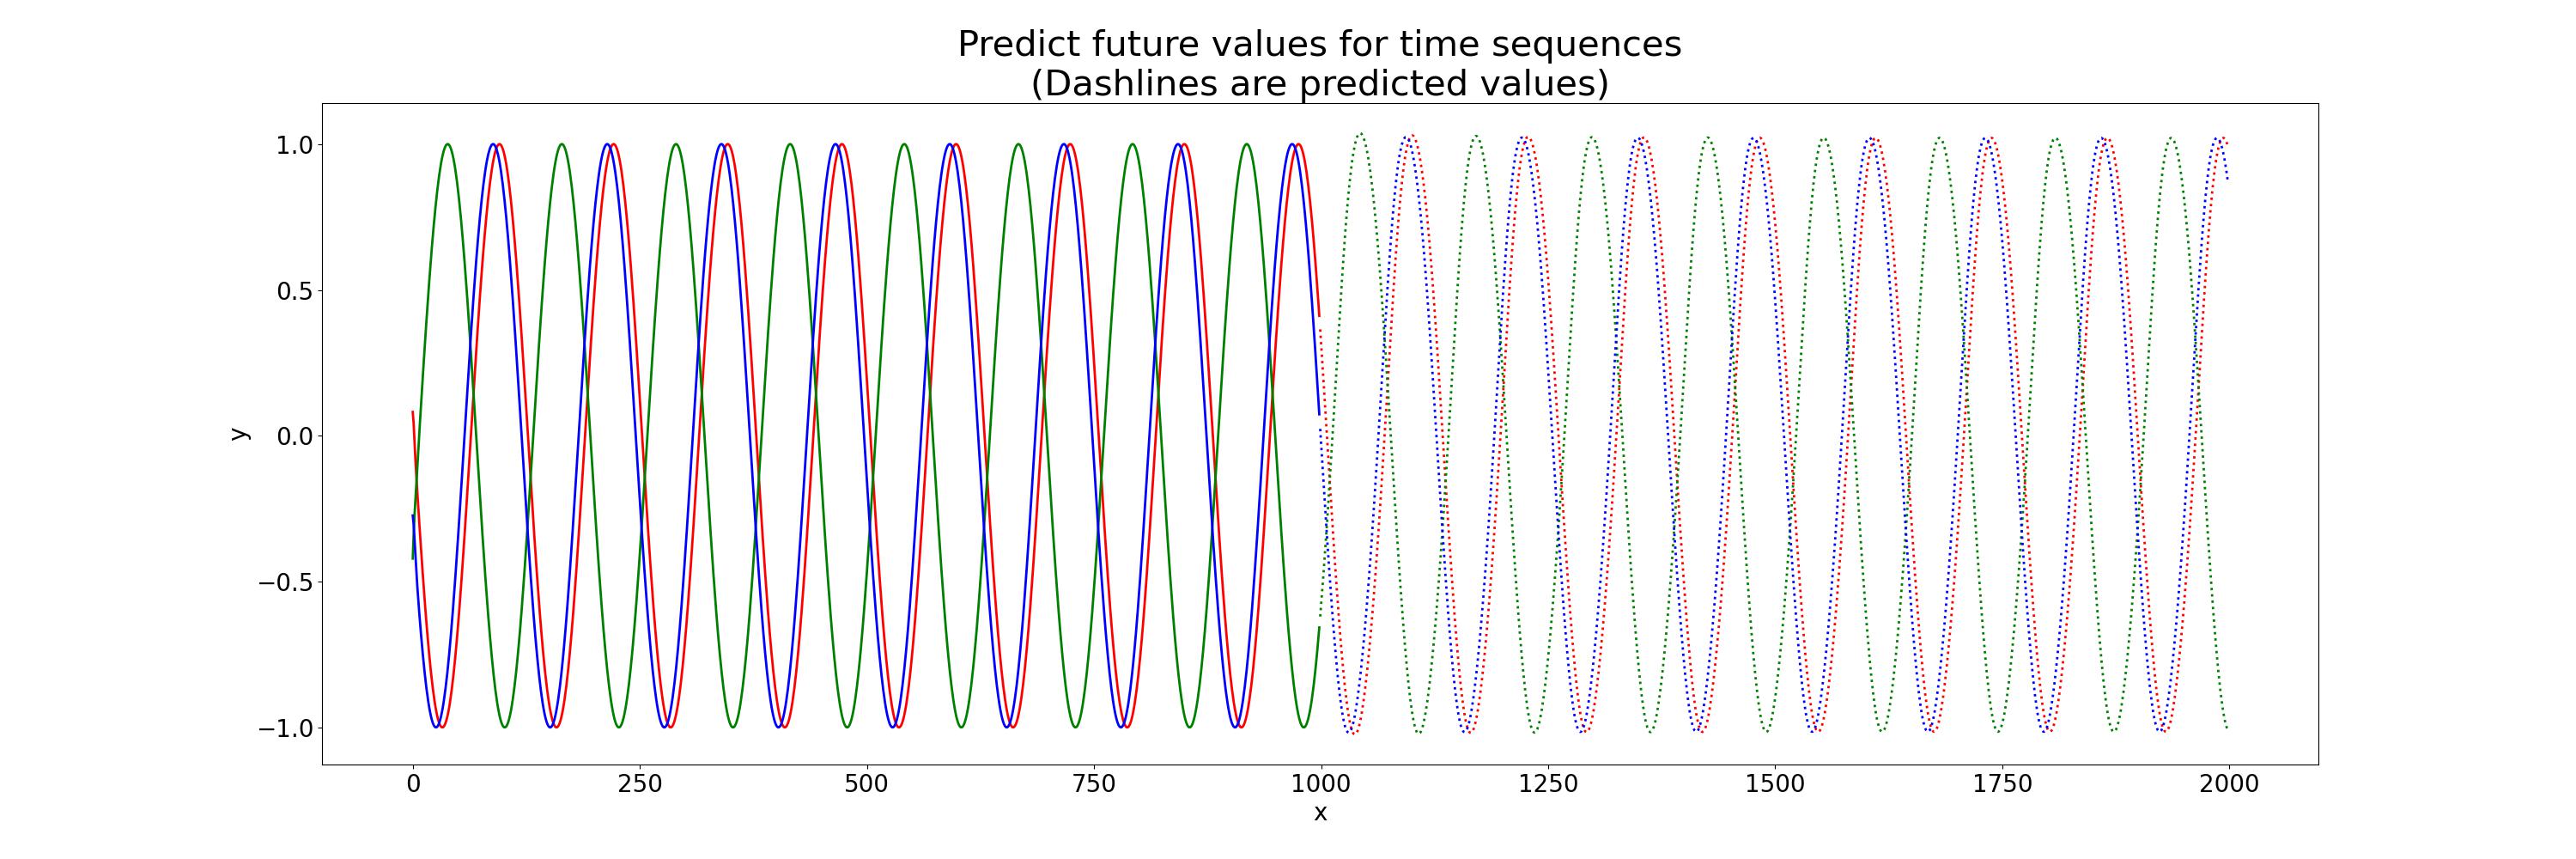 Predict future values for time sequences
(Dashlines are predicted values)
1.0
0.5
0.0
−0.5
−1.0
y
0 250 500 750 1000 1250 1500 1750 2000
x